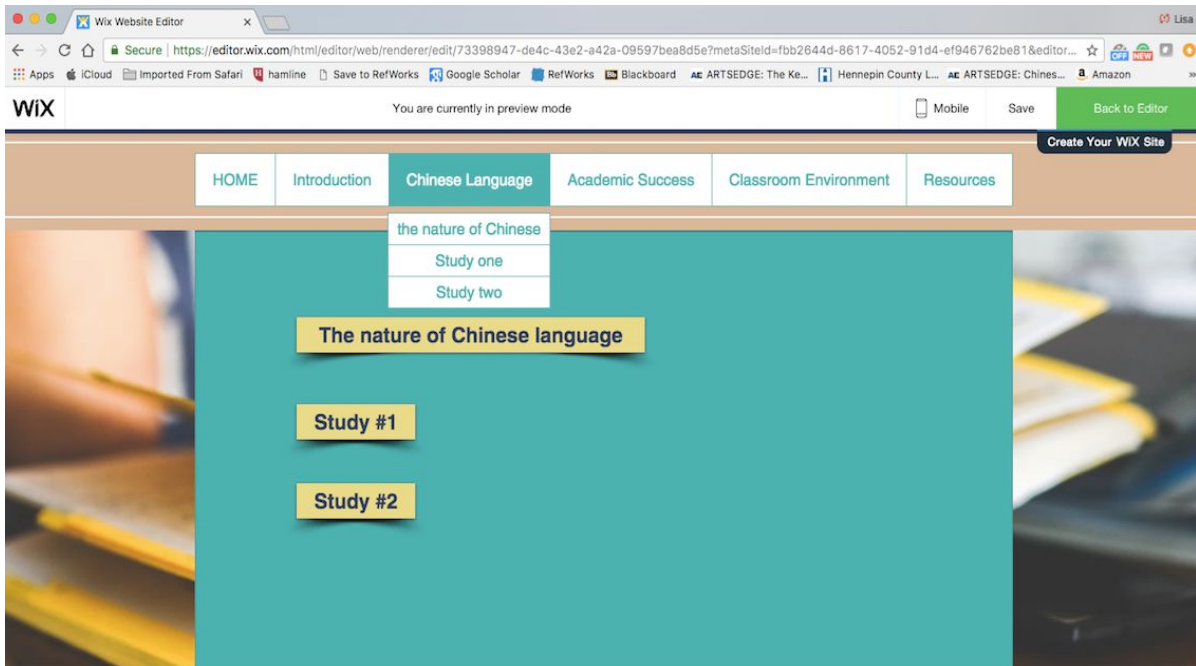 Wix Website Editor
Lisa
Secure | https://editor.wix.com/html/editor/web/renderer/edit/73398947-de4c-43e2-a42a-09597bea8d5e?metaSiteId=fbb2644d-8617-4052-91d4-ef946762be81&editor...
OFF NEW
Apps iCloud Imported From Safari hamline Save to RefWorks Google Scholar RefWorks Blackboard ARTSEDGE: The Ke... Hennepin County L... ARTSEDGE: Chines... Amazon
WiX You are currently in preview mode Mobile Save Back to Editor
Create Your WiX Site
HOME Introduction Chinese Language Academic Success Classroom Environment Resources
the nature of Chinese
Study one
Study two
The nature of Chinese language
Study #1
Study #2